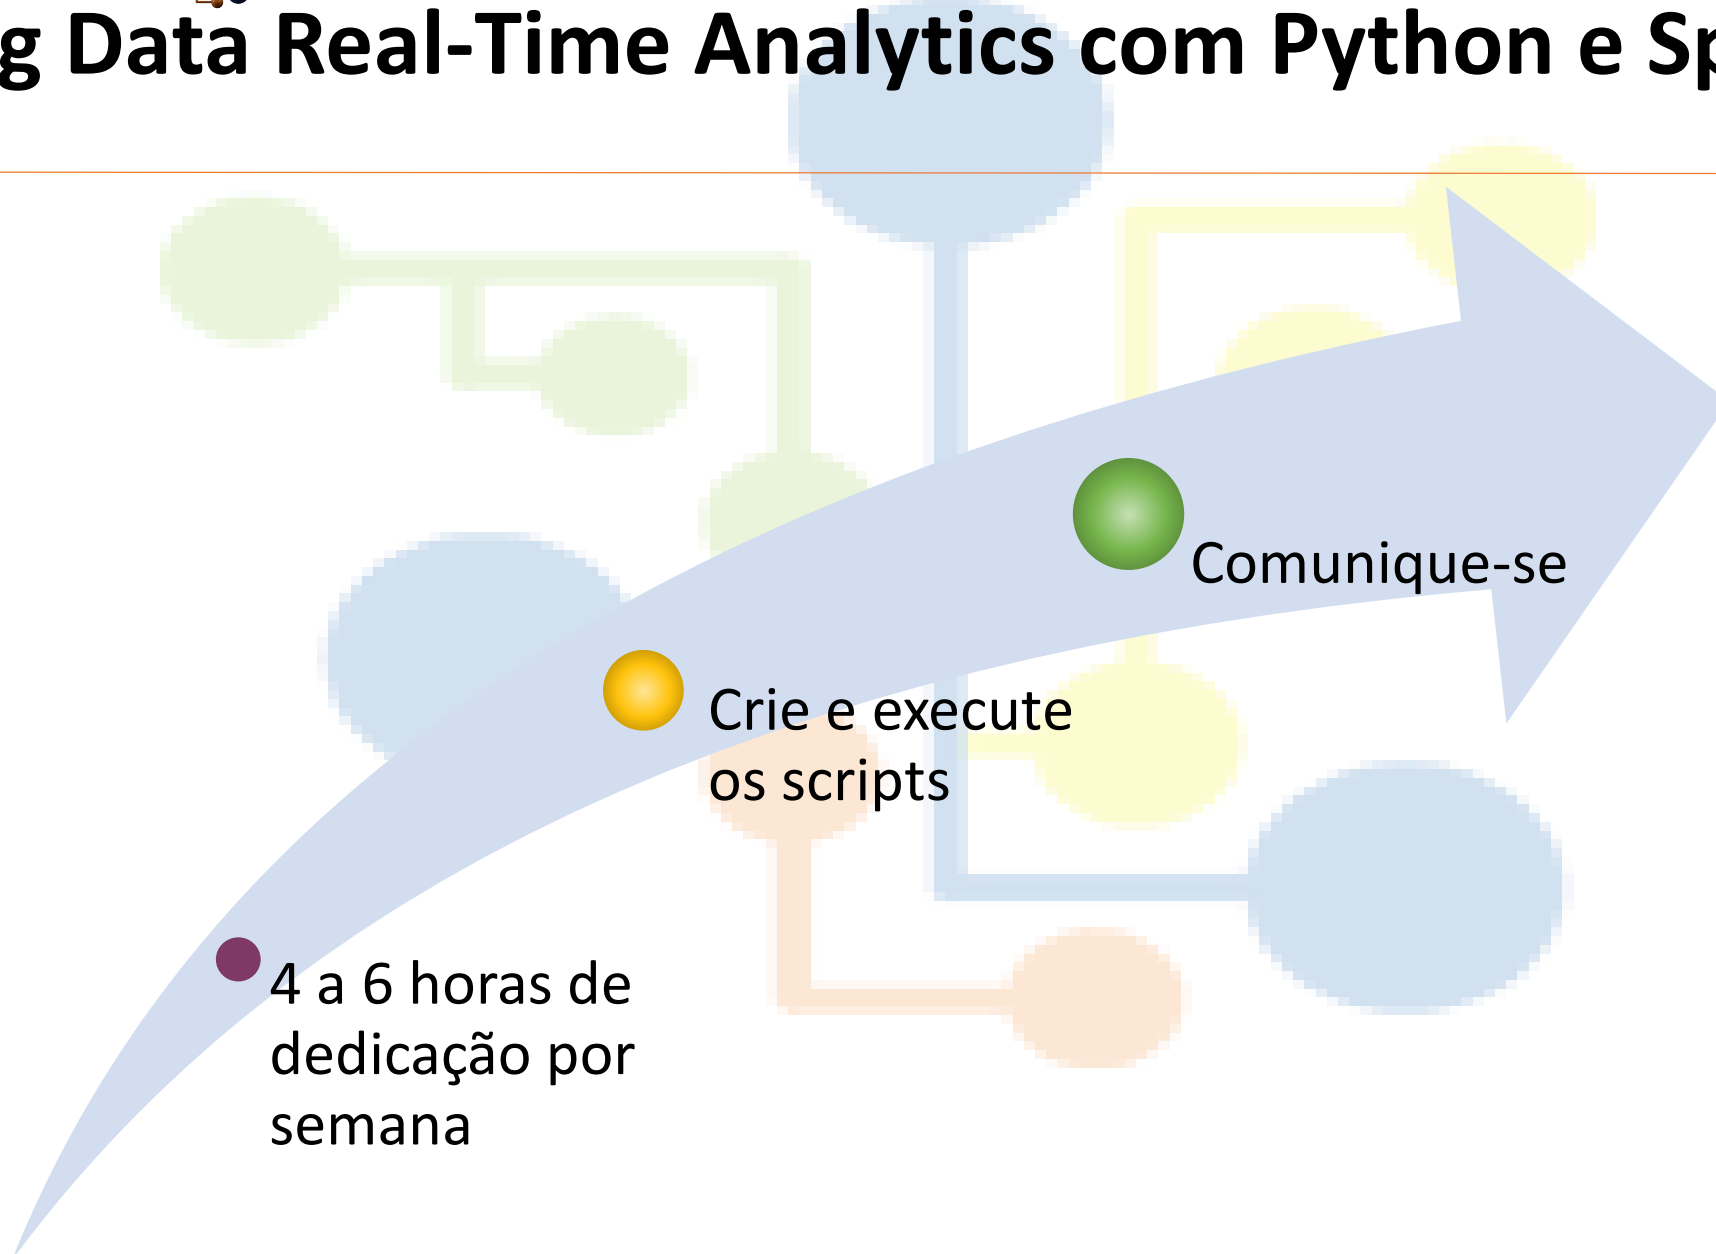 g Data Real-Time Analytics com Python e Sp
Comunique-se
Crie e execute
os scripts
4 a 6 horas de
dedicação por
semana